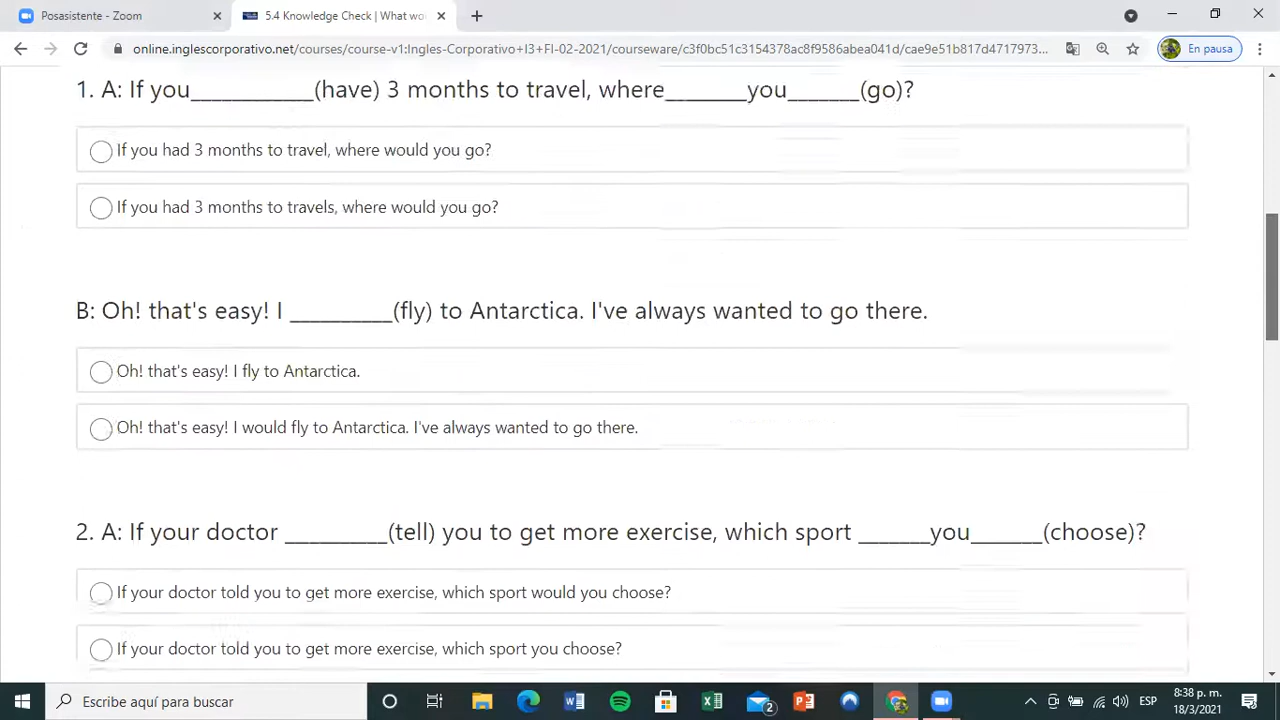 Posasistente - Zoom
5.4 Knowledge Check | What wo
online.inglescorporativo.net/courses/course-v1:Ingles-Corporativo+I3+FI-02-2021/courseware/c3f0bc51c3154378ac8f9586abea041d/cae9e51b817d4717973...
En pausa
1. A: If you____________(have) 3 months to travel, where________you_______(go)?
If you had 3 months to travel, where would you go?
If you had 3 months to travels, where would you go?
B: Oh! that's easy! I __________(fly) to Antarctica. I've always wanted to go there.
Oh! that's easy! I fly to Antarctica.
Oh! that's easy! I would fly to Antarctica. I've always wanted to go there.
2. A: If your doctor __________(tell) you to get more exercise, which sport _______you_______(choose)?
If your doctor told you to get more exercise, which sport would you choose?
If your doctor told you to get more exercise, which sport you choose?
Escribe aquí para buscar
2
ESP
8:38 p. m.
18/3/2021